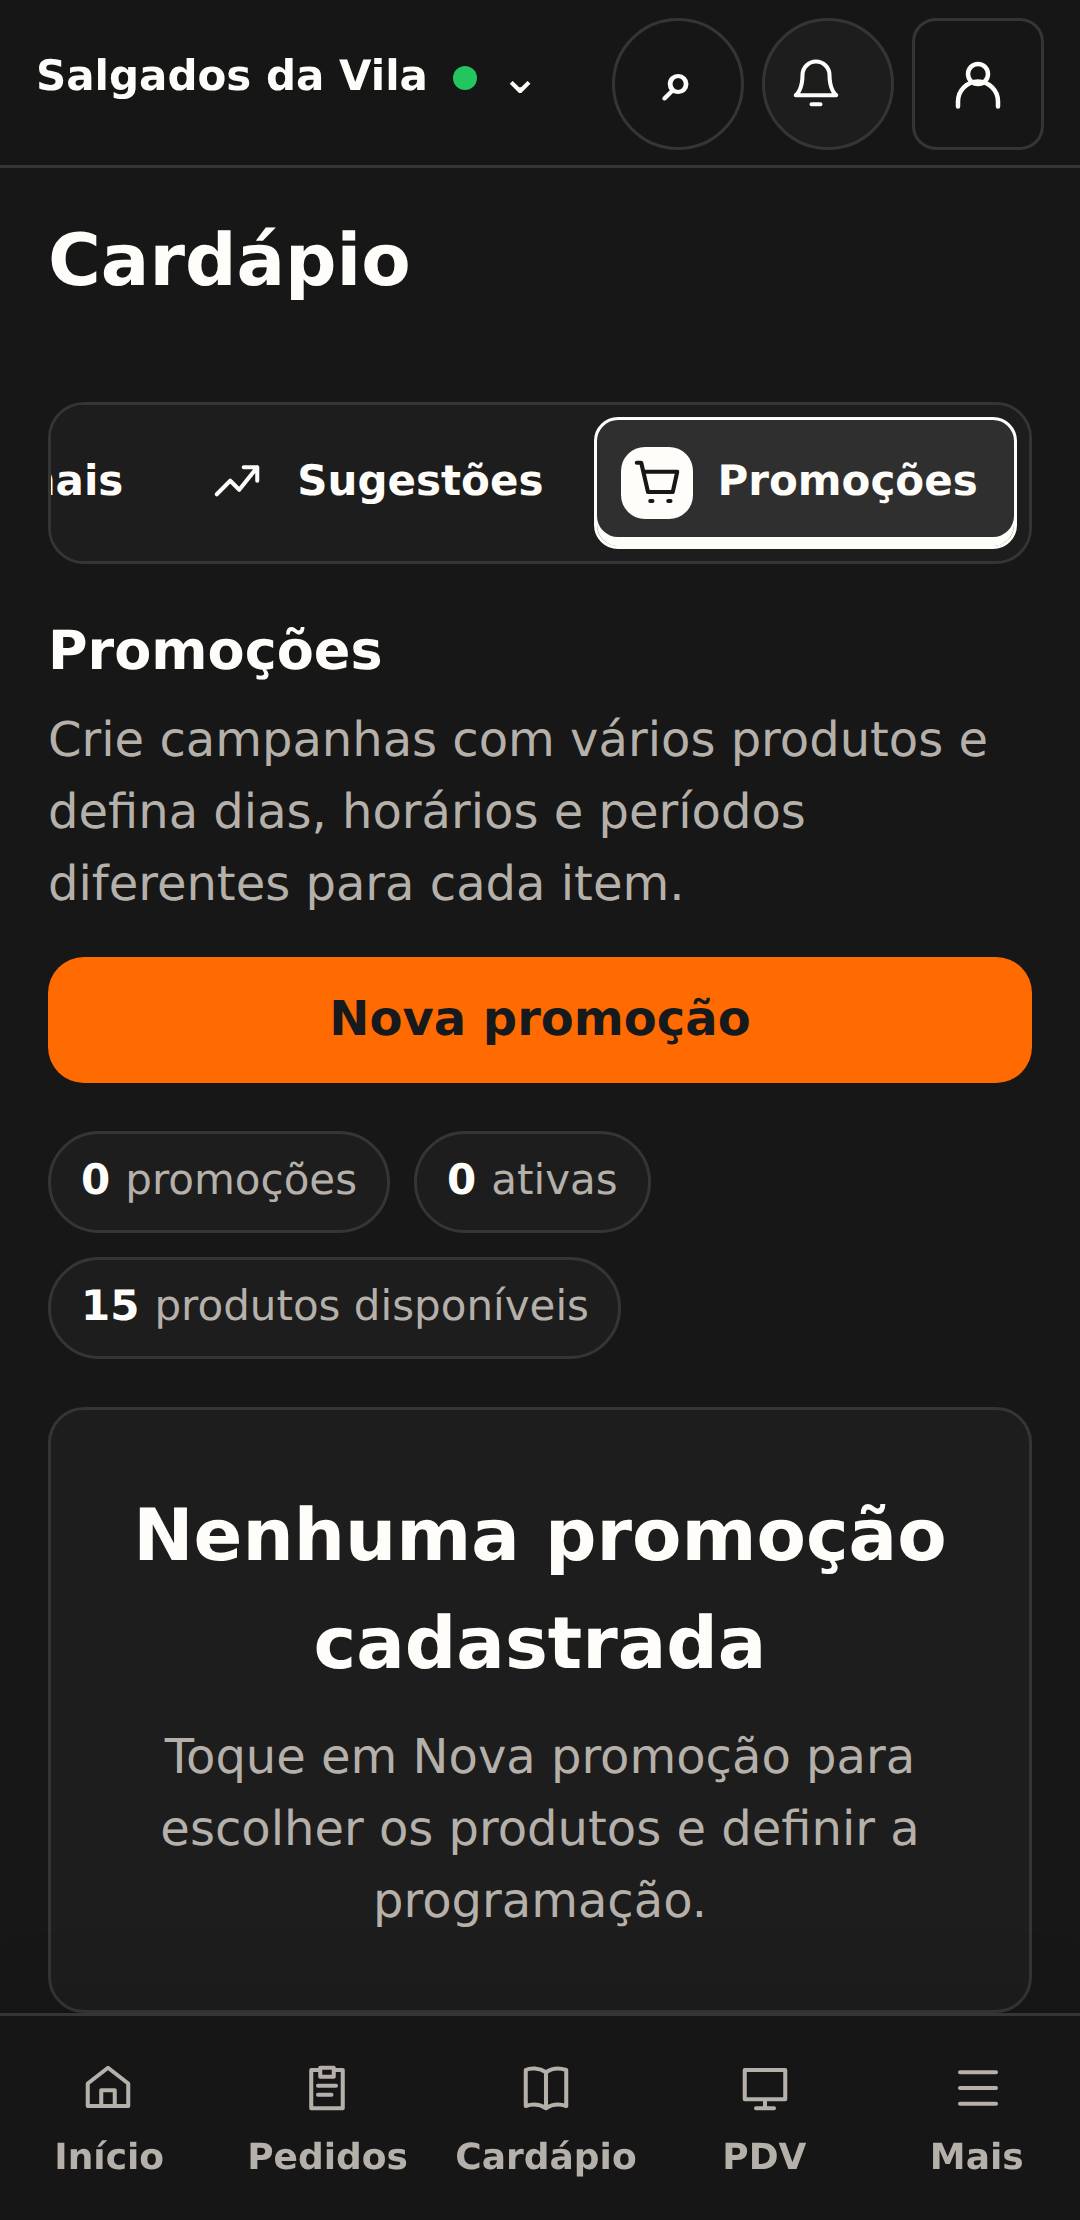 Salgados da Vila
Cardápio
ais Sugestões Promoções
Promoções
Crie campanhas com vários produtos e
defina dias, horários e períodos
diferentes para cada item.
Nova promoção
0 promoções 0 ativas
15 produtos disponíveis
Nenhuma promoção
cadastrada
Toque em Nova promoção para
escolher os produtos e definir a
programação.
Início Pedidos Cardápio PDV Mais